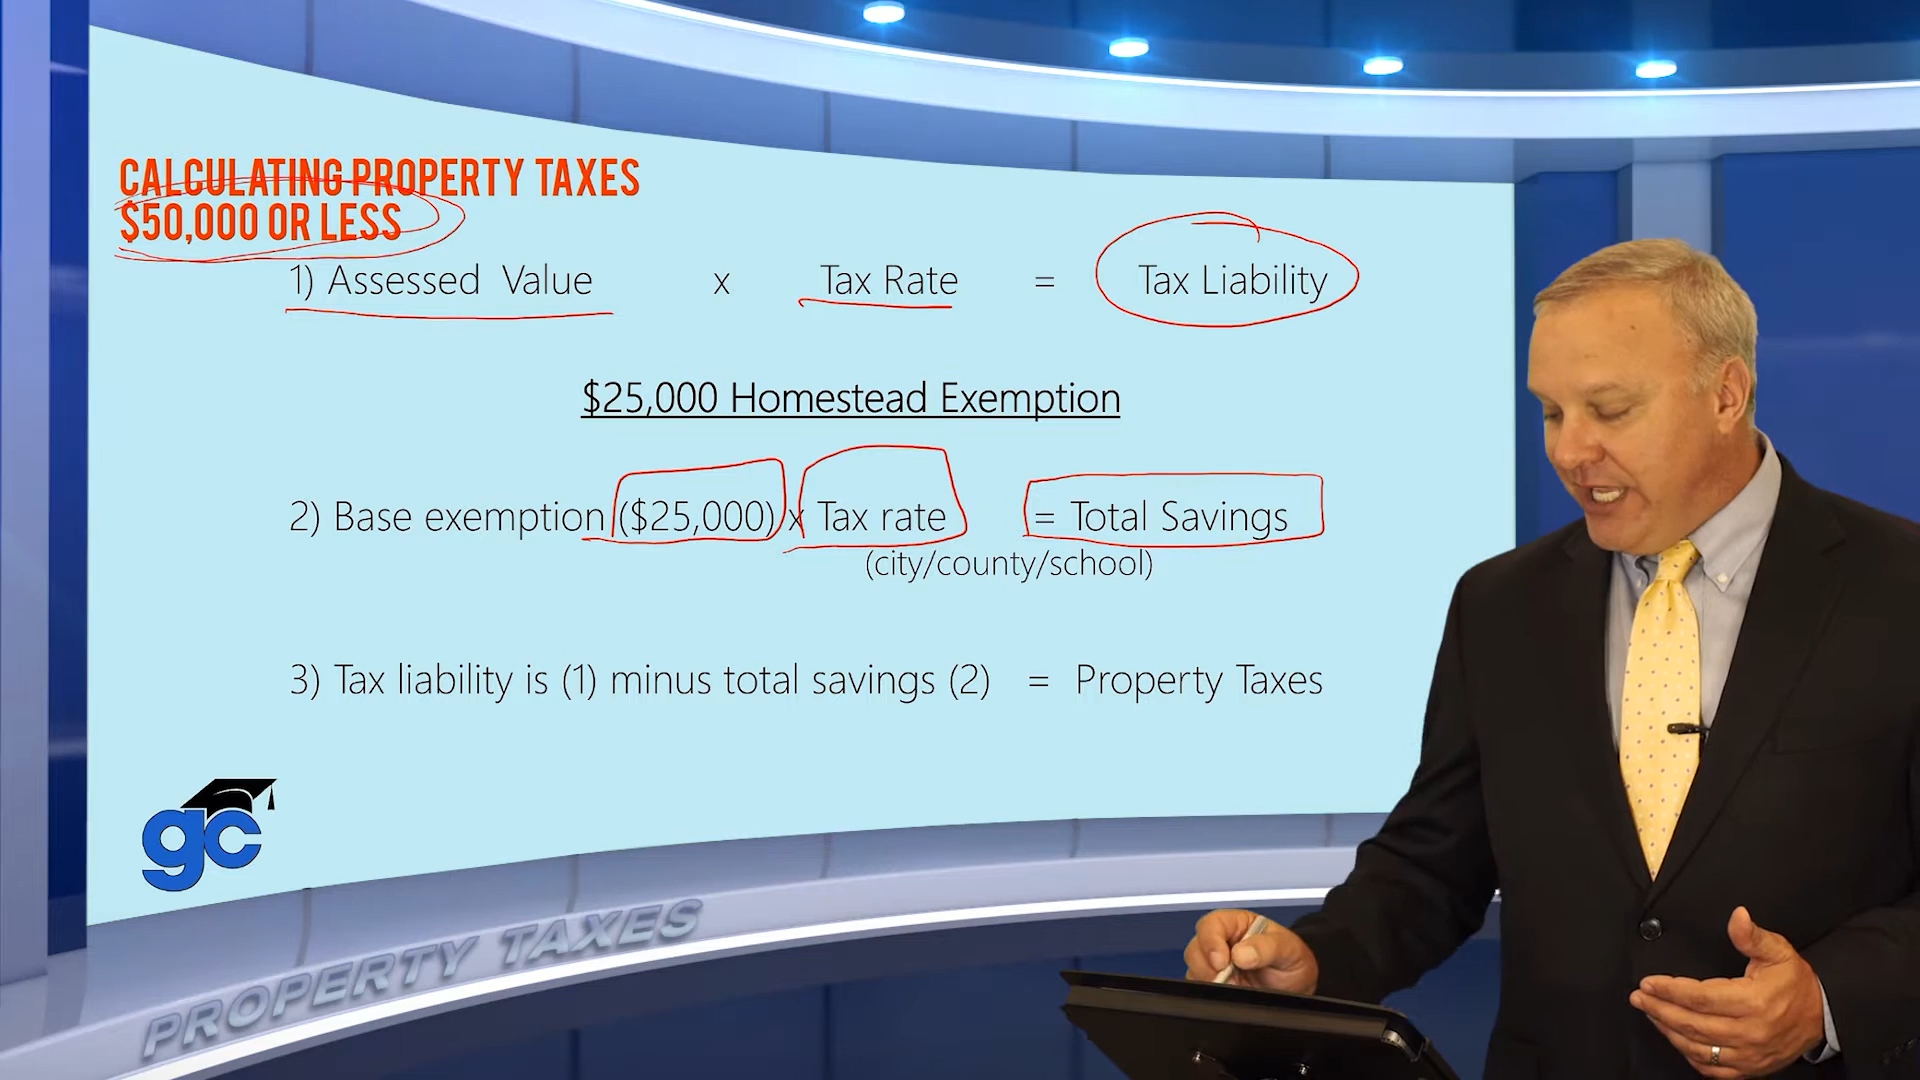 CALCULATING PROPERTY TAXES
$50,000 OR LESS
1) Assessed Value x Tax Rate = Tax Liability
$25,000 Homestead Exemption
2) Base exemption ($25,000) x Tax rate = Total Savings
(city/county/school)
3) Tax liability is (1) minus total savings (2) = Property Taxes
gc
PROPERTY TAXES